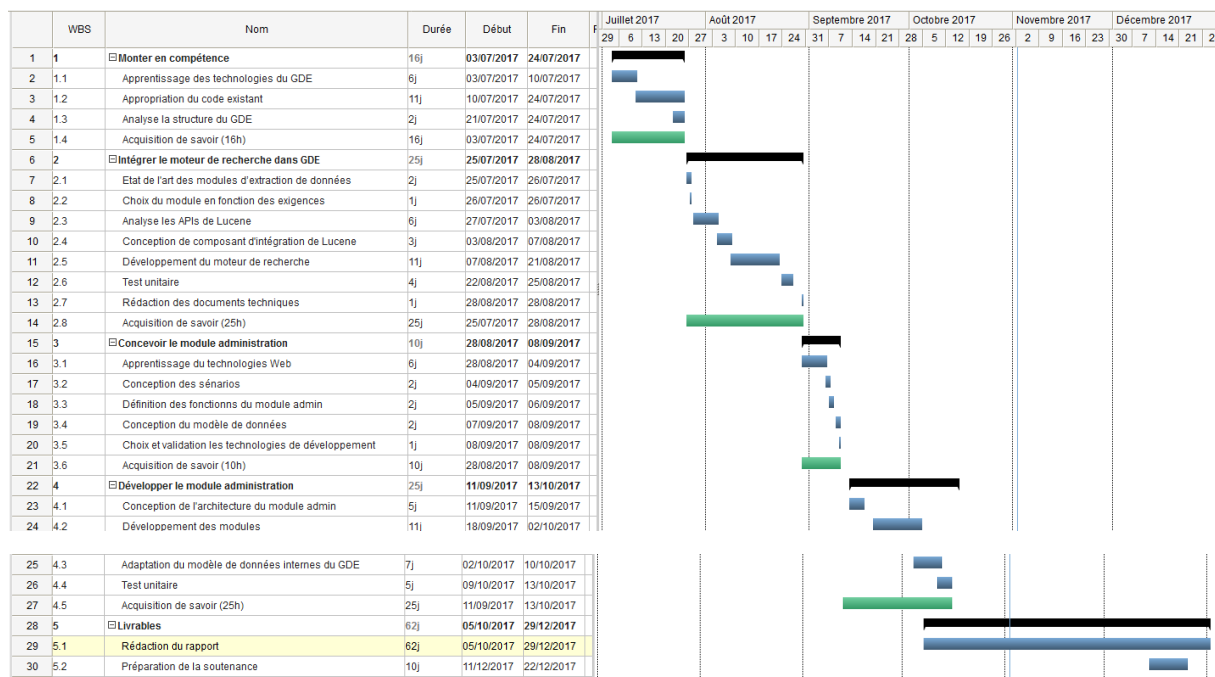 WBS Nom Durée Début Fin F Juillet 2017 Août 2017 Septembre 2017 Octobre 2017 Novembre 2017 Décembre 2017
29 6 13 20 27 3 10 17 24 31 7 14 21 28 5 12 19 26 2 9 16 23 30 7 14 21 2
1 1 Monter en compétence 16j 03/07/2017 24/07/2017
2 1.1 Apprentissage des technologies du GDE 6j 03/07/2017 10/07/2017
3 1.2 Appropriation du code existant 11j 10/07/2017 24/07/2017
4 1.3 Analyse la structure du GDE 2j 21/07/2017 24/07/2017
5 1.4 Acquisition de savoir (16h) 16j 03/07/2017 24/07/2017
6 2 Intégrer le moteur de recherche dans GDE 25j 25/07/2017 28/08/2017
7 2.1 Etat de l'art des modules d'extraction de données 2j 25/07/2017 26/07/2017
8 2.2 Choix du module en fonction des exigences 1j 26/07/2017 26/07/2017
9 2.3 Analyse les APIs de Lucene 6j 27/07/2017 03/08/2017
10 2.4 Conception de composant d'intégration de Lucene 3j 03/08/2017 07/08/2017
11 2.5 Développement du moteur de recherche 11j 07/08/2017 21/08/2017
12 2.6 Test unitaire 4j 22/08/2017 25/08/2017
13 2.7 Rédaction des documents techniques 1j 28/08/2017 28/08/2017
14 2.8 Acquisition de savoir (25h) 25j 25/07/2017 28/08/2017
15 3 Concevoir le module administration 10j 28/08/2017 08/09/2017
16 3.1 Apprentissage du technologies Web 6j 28/08/2017 04/09/2017
17 3.2 Conception des sénarios 2j 04/09/2017 05/09/2017
18 3.3 Définition des fonctionns du module admin 2j 05/09/2017 06/09/2017
19 3.4 Conception du modèle de données 2j 07/09/2017 08/09/2017
20 3.5 Choix et validation les technologies de développement 1j 08/09/2017 08/09/2017
21 3.6 Acquisition de savoir (10h) 10j 28/08/2017 08/09/2017
22 4 Développer le module administration 25j 11/09/2017 13/10/2017
23 4.1 Conception de l'architecture du module admin 5j 11/09/2017 15/09/2017
24 4.2 Développement des modules 11j 18/09/2017 02/10/2017
25 4.3 Adaptation du modèle de données internes du GDE 7j 02/10/2017 10/10/2017
26 4.4 Test unitaire 5j 09/10/2017 13/10/2017
27 4.5 Acquisition de savoir (25h) 25j 11/09/2017 13/10/2017
28 5 Livrables 62j 05/10/2017 29/12/2017
29 5.1 Rédaction du rapport 62j 05/10/2017 29/12/2017
30 5.2 Préparation de la soutenance 10j 11/12/2017 22/12/2017